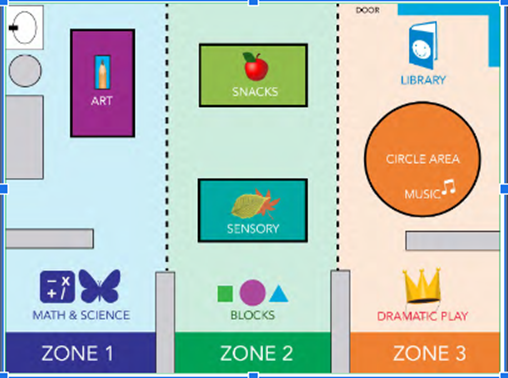 DOOR
LIBRARY
ART
SNACKS
CIRCLE AREA
MUSIC
SENSORY
- x
+ /
MATH & SCIENCE
BLOCKS
DRAMATIC PLAY
ZONE 1
ZONE 2
ZONE 3